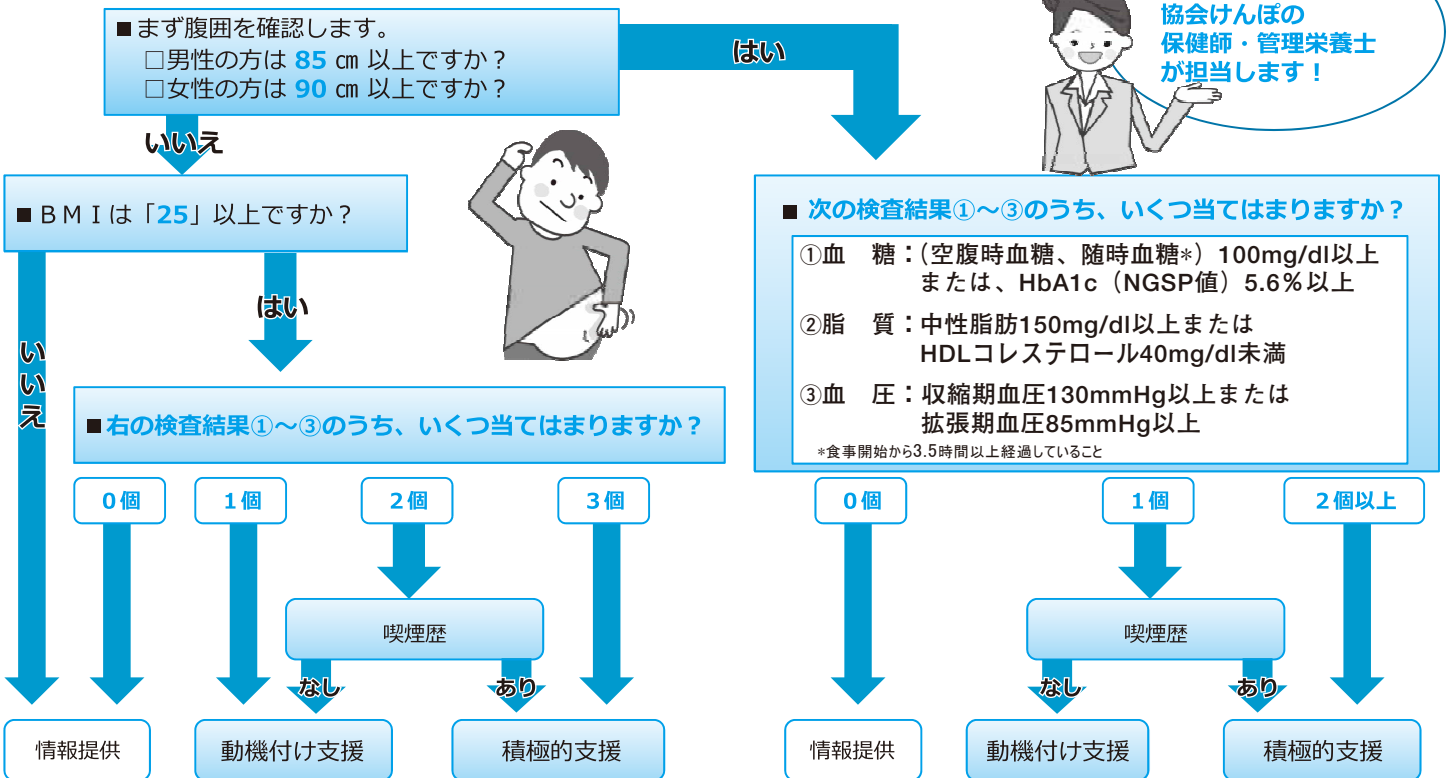 協会けんぽの
保健師・管理栄養士
が担当します！
■まず腹囲を確認します。
□男性の方は 85 ㎝ 以上ですか？
□女性の方は 90 ㎝ 以上ですか？
はい
いいえ
■ＢＭＩは「25」以上ですか？
はい
いいえ
■右の検査結果①～③のうち、いくつ当てはまりますか？
０個
１個
２個
３個
喫煙歴
なし
あり
情報提供
動機付け支援
積極的支援
■ 次の検査結果①～③のうち、いくつ当てはまりますか？
①血　糖：（空腹時血糖、随時血糖*）100mg/dl以上
または、HbA1c（NGSP値）5.6％以上
②脂　質：中性脂肪150mg/dl以上または
HDLコレステロール40mg/dl未満
③血　圧：収縮期血圧130mmHg以上または
拡張期血圧85mmHg以上
*食事開始から3.5時間以上経過していること
０個
１個
２個以上
喫煙歴
なし
あり
情報提供
動機付け支援
積極的支援